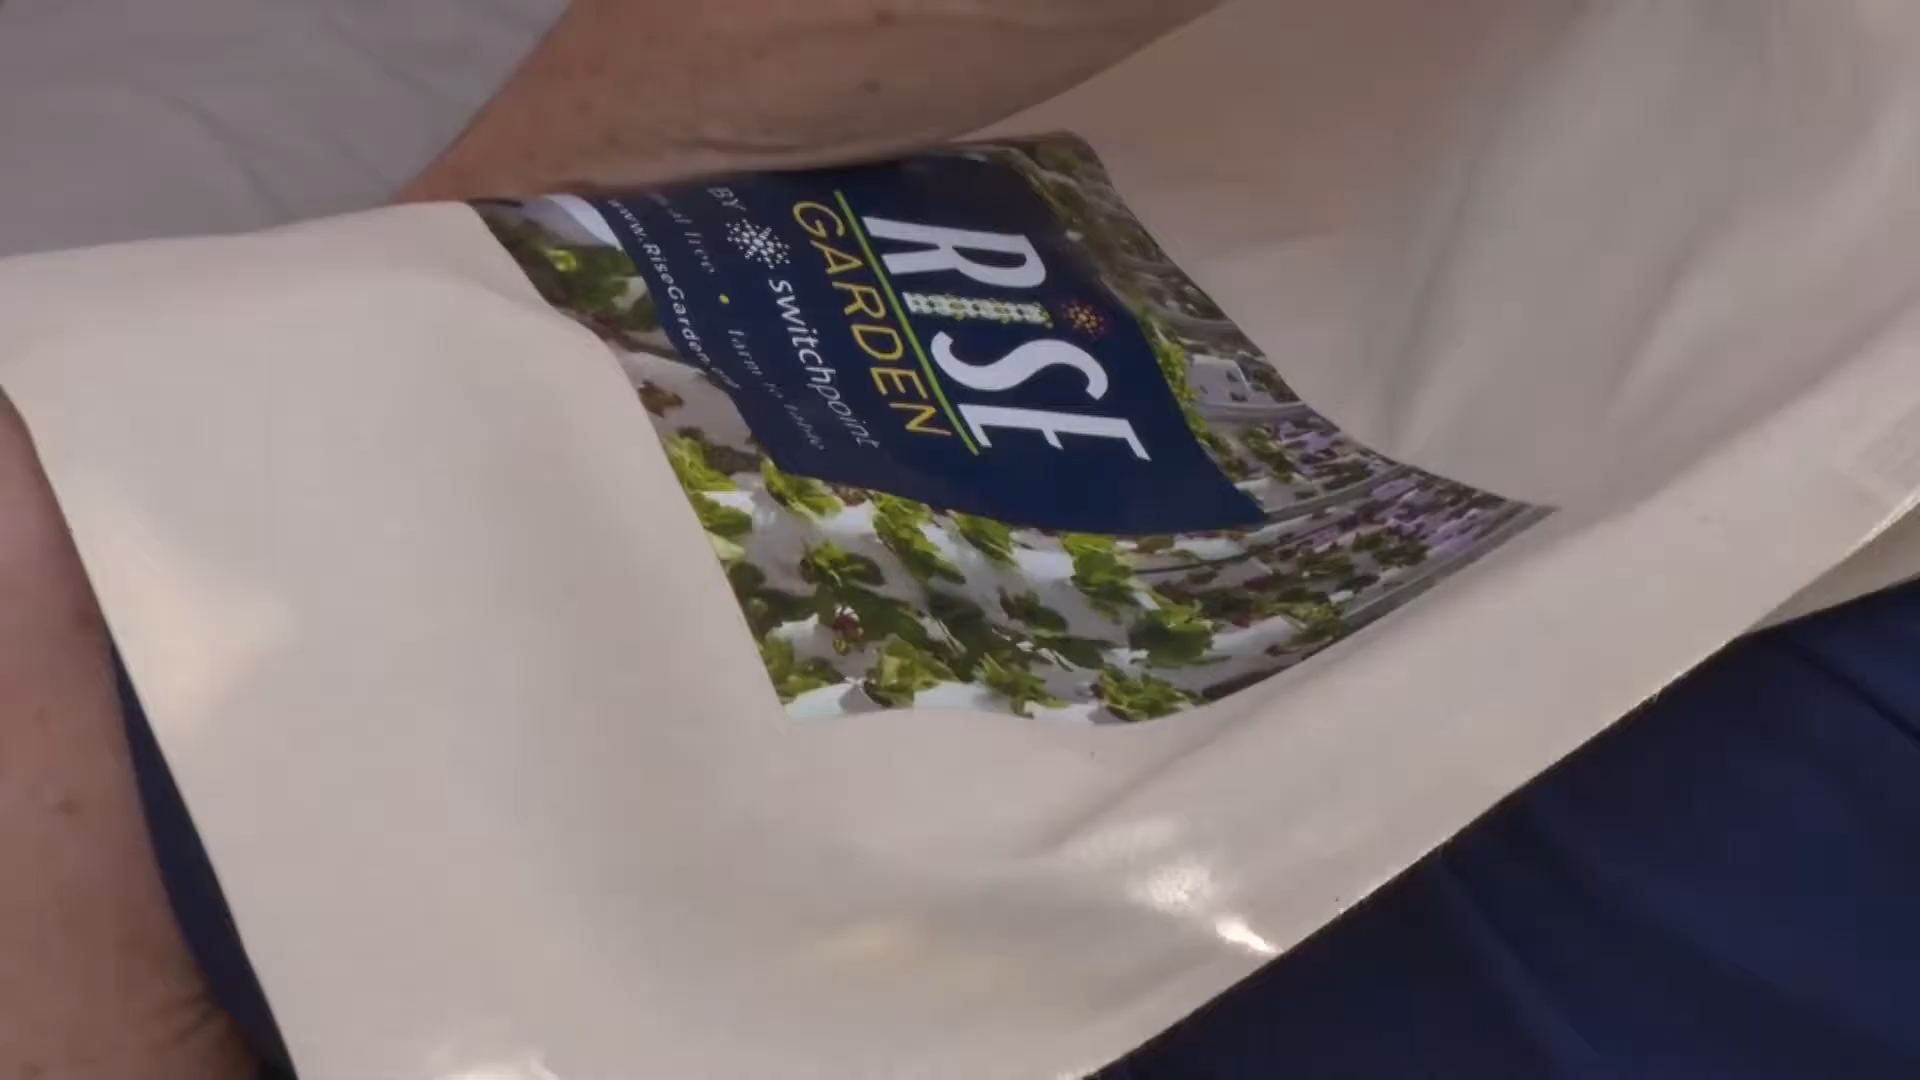 RISE
GARDEN
BY switchpoint
farm to table
www.RiseGarden